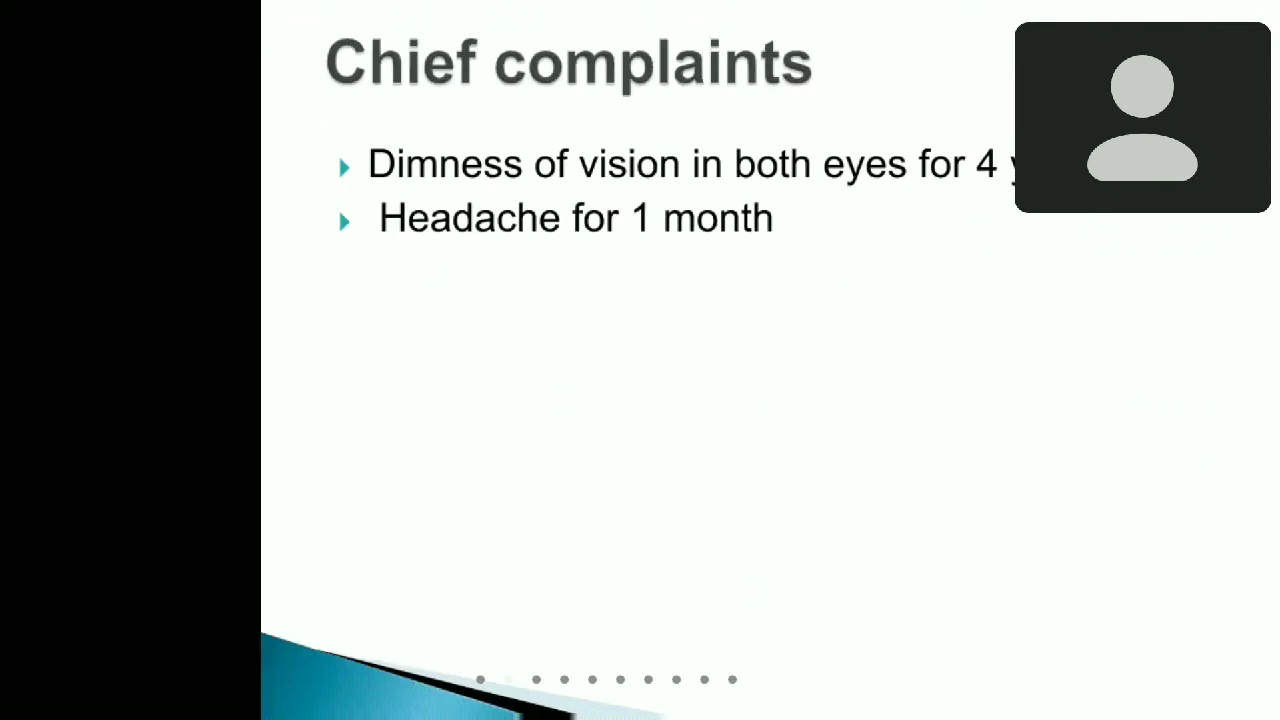 Chief complaints
Dimness of vision in both eyes for 4
Headache for 1 month